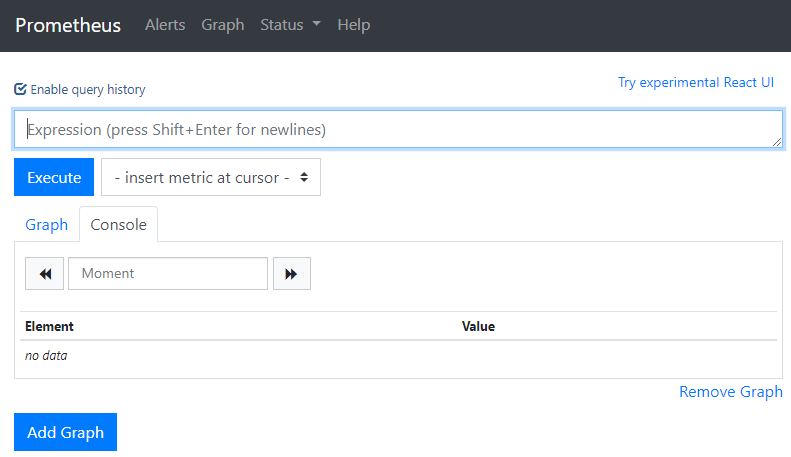 Prometheus Alerts Graph Status Help
Enable query history
Try experimental React UI
Expression (press Shift+Enter for newlines)
Execute - insert metric at cursor -
Graph Console
Moment
Element Value
no data
Remove Graph
Add Graph